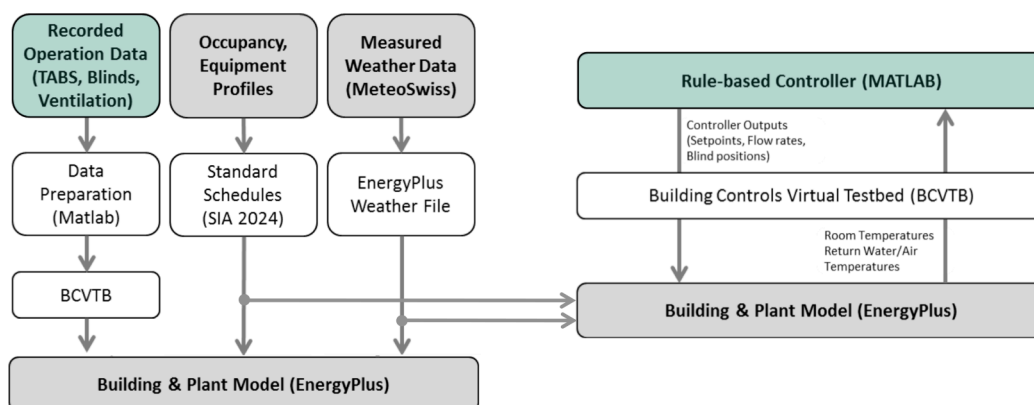 Recorded
Operation Data
(TABS, Blinds,
Ventilation)
Occupancy,
Equipment
Profiles
Measured
Weather Data
(MeteoSwiss)
Data
Preparation
(Matlab)
Standard
Schedules
(SIA 2024)
EnergyPlus
Weather File
BCVTB
Building & Plant Model (EnergyPlus)
Rule-based Controller (MATLAB)
Controller Outputs
(Setpoints, Flow rates,
Blind positions)
Building Controls Virtual Testbed (BCVTB)
Room Temperatures
Return Water/Air
Temperatures
Building & Plant Model (EnergyPlus)